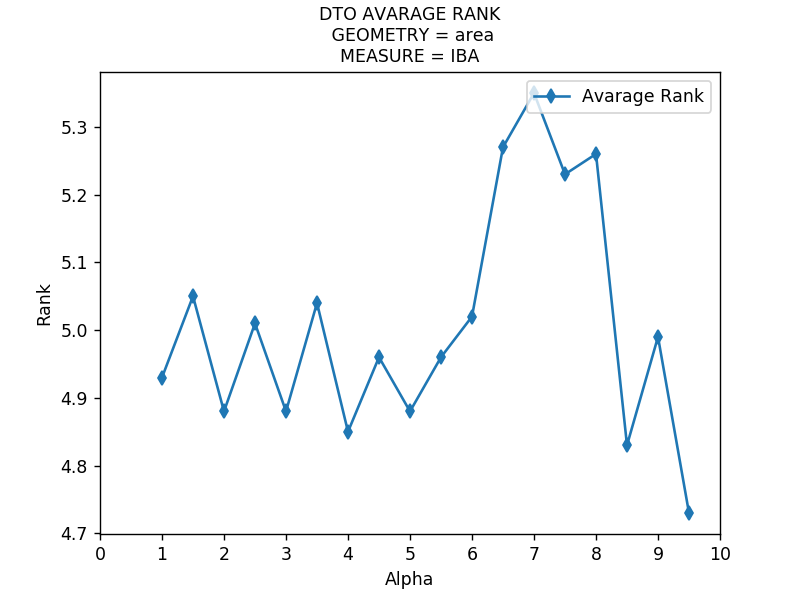 DTO AVARAGE RANK
GEOMETRY = area
MEASURE = IBA
Avarage Rank
5.3
5.2
5.1
5.0
4.9
4.8
4.7
Rank
0 1 2 3 4 5 6 7 8 9 10
Alpha